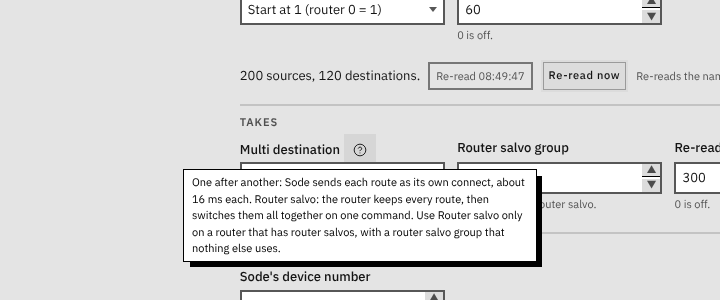 Start at 1 (router 0 = 1)
60
0 is off.
200 sources, 120 destinations.
Re-read 08:49:47
Re-read now
Re-reads the
TAKES
Multi destination
Router salvo group
Re-read
300
One after another: Sode sends each route as its own connect, about
16 ms each. Router salvo: the router keeps every route, then
switches them all together on one command. Use Router salvo only
on a router that has router salvos, with a router salvo group that
nothing else uses.
salvo.
0 is off.
Sode's device number